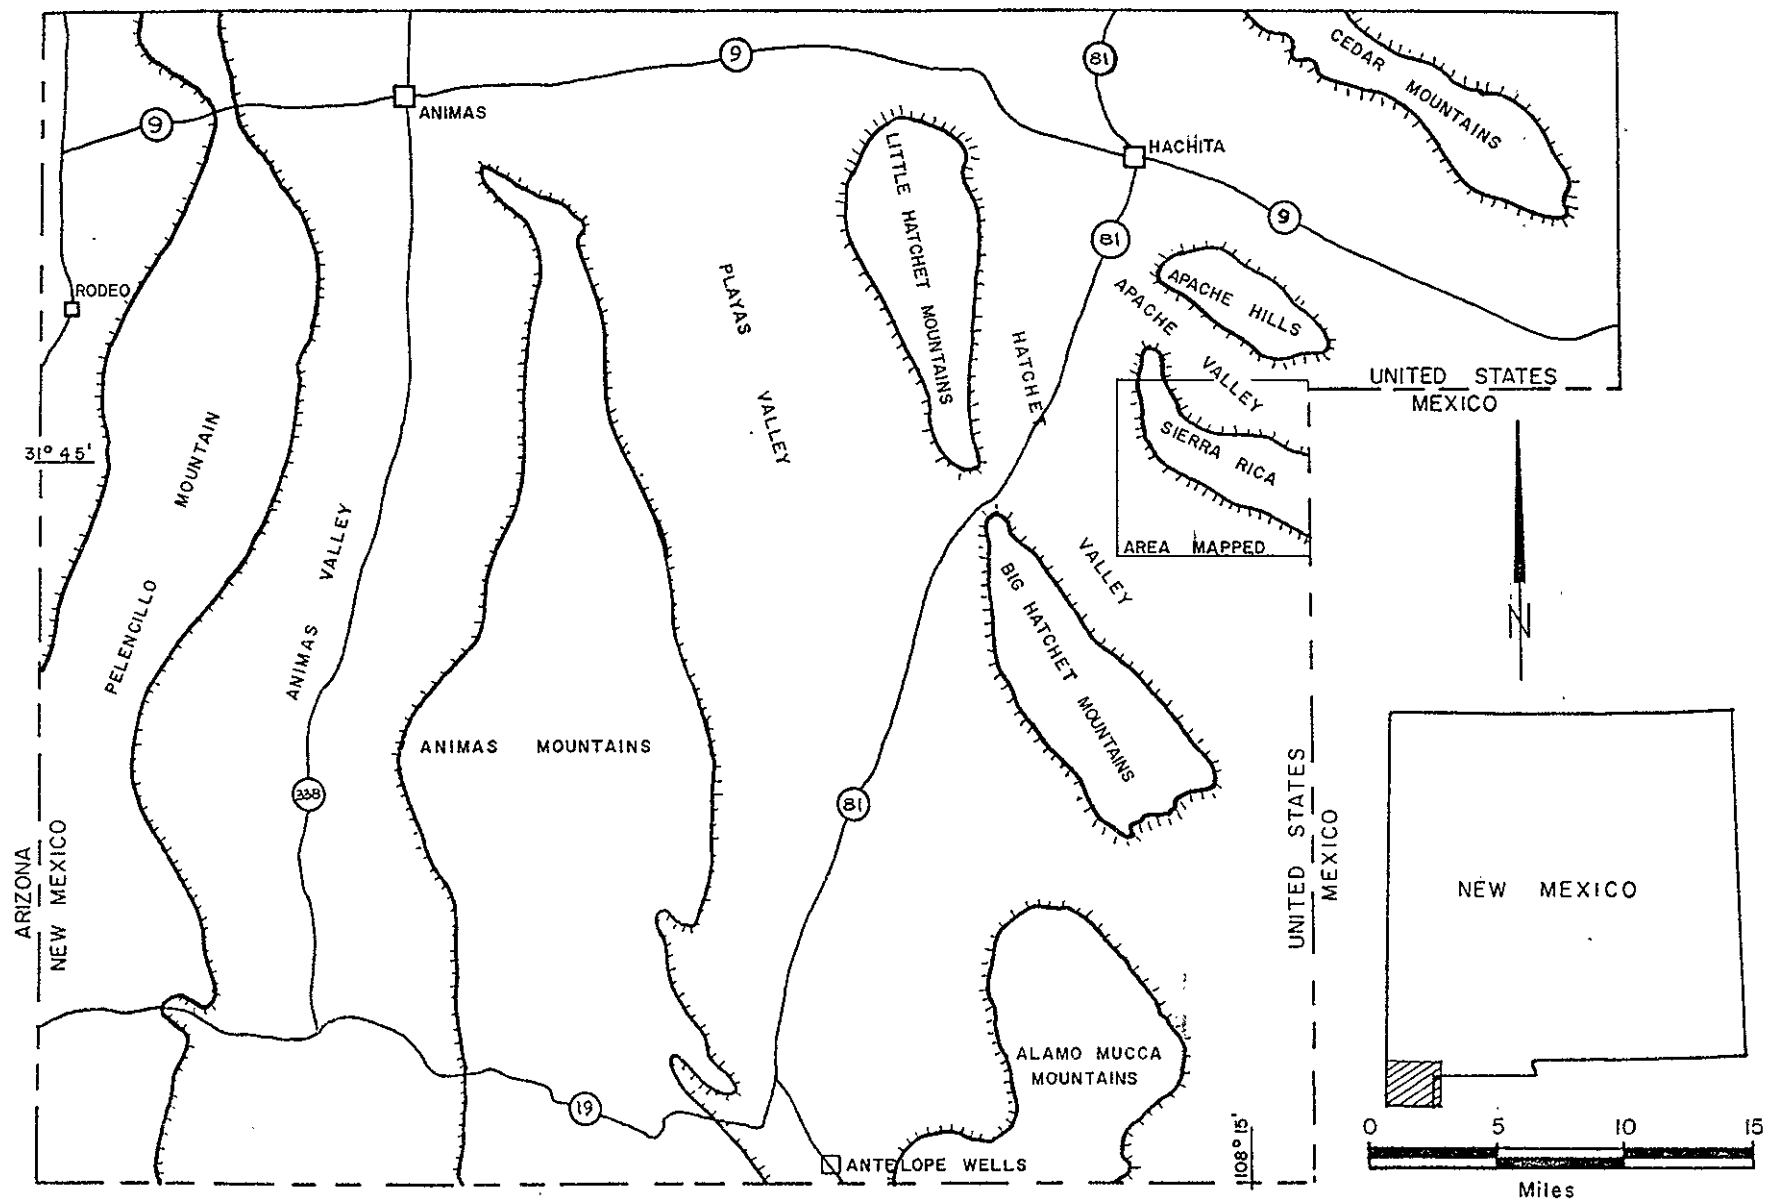 9
81
CEDAR
MOUNTAINS
ANIMAS
9
HACHITA
LITTLE HATCHET MOUNTAINS
9
81
RODEO
PLAYAS
VALLEY
APACHE HILLS
APACHE
VALLEY
HATCHET
VALLEY
UNITED STATES
MEXICO
SIERRA RICA
AREA MAPPED
31° 45'
PELENCILLO
MOUNTAIN
ANIMAS VALLEY
BIG HATCHET MOUNTAINS
N
ANIMAS MOUNTAINS
338
81
ARIZONA
NEW MEXICO
UNITED STATES
MEXICO
NEW MEXICO
ALAMO MUCCA
MOUNTAINS
19
ANTELOPE WELLS
108° 15'
0 5 10 15
Miles